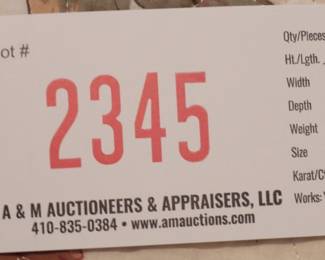 ot #
2345
A & M AUCTIONEERS & APPRAISERS, LLC
410-835-0384 • www.amauctions.com
Qty/Pieces
Ht./Lgth.
Width
Depth
Weight
Size
Karat/C
Works: